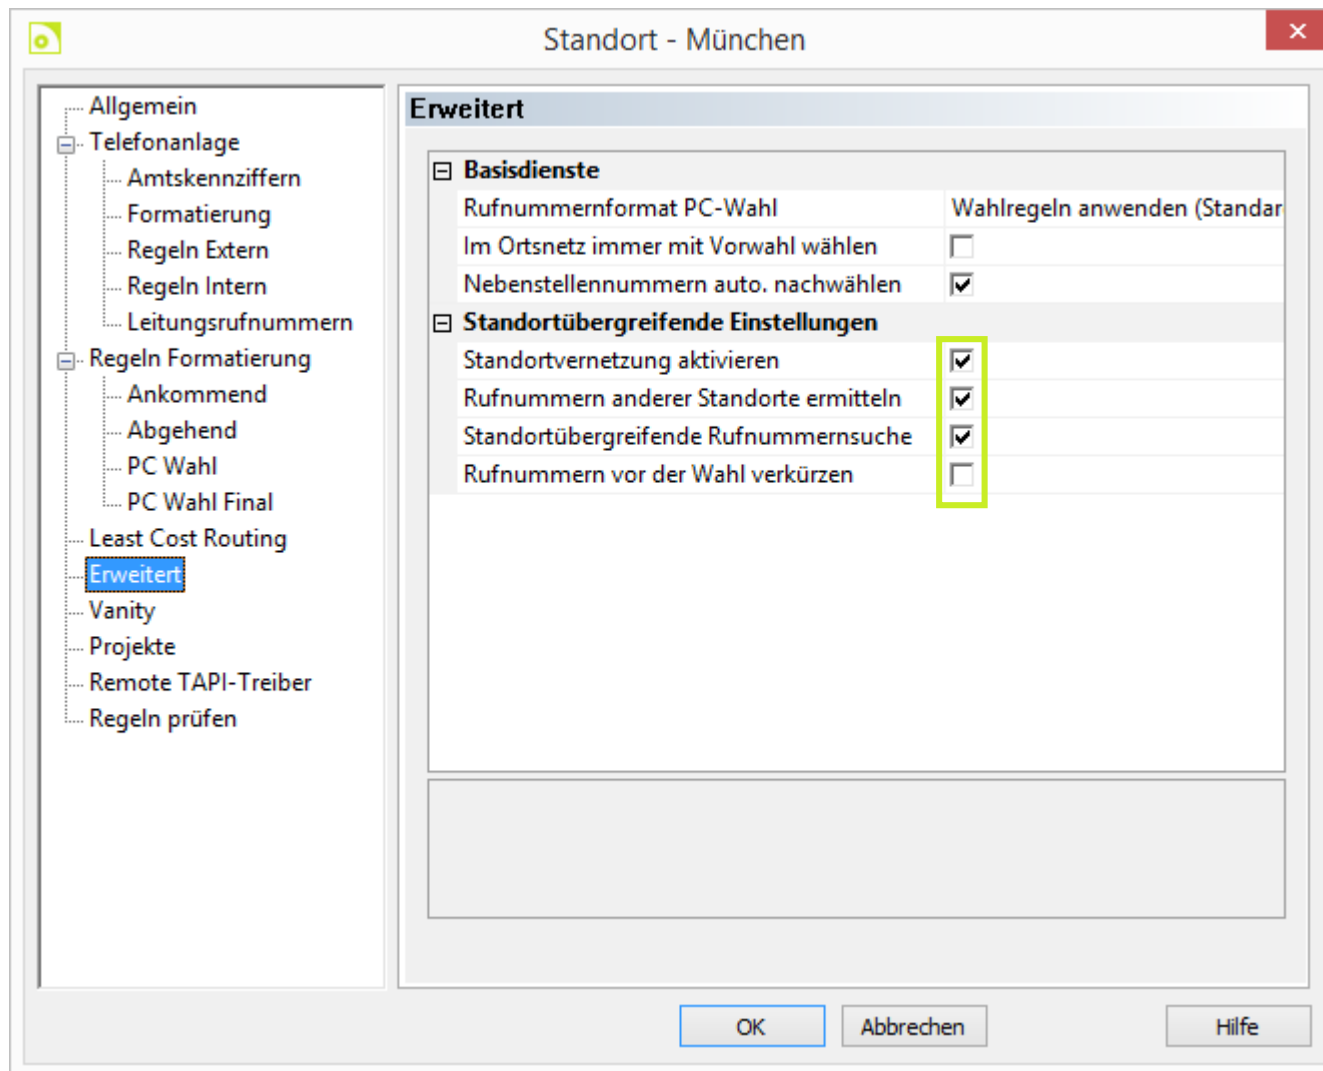 Standort - München
Allgemein
Telefonanlage
Amtskennziffern
Formatierung
Regeln Extern
Regeln Intern
Leitungsrufnummern
Regeln Formatierung
Ankommend
Abgehend
PC Wahl
PC Wahl Final
Least Cost Routing
Erweitert
Vanity
Projekte
Remote TAPI-Treiber
Regeln prüfen
Erweitert
Basisdienste
Rufnummernformat PC-Wahl Wahlregeln anwenden (Standar
Im Ortsnetz immer mit Vorwahl wählen
Nebenstellennummern auto. nachwählen
Standortübergreifende Einstellungen
Standortvernetzung aktivieren
Rufnummern anderer Standorte ermitteln
Standortübergreifende Rufnummernsuche
Rufnummern vor der Wahl verkürzen
OK Abbrechen Hilfe